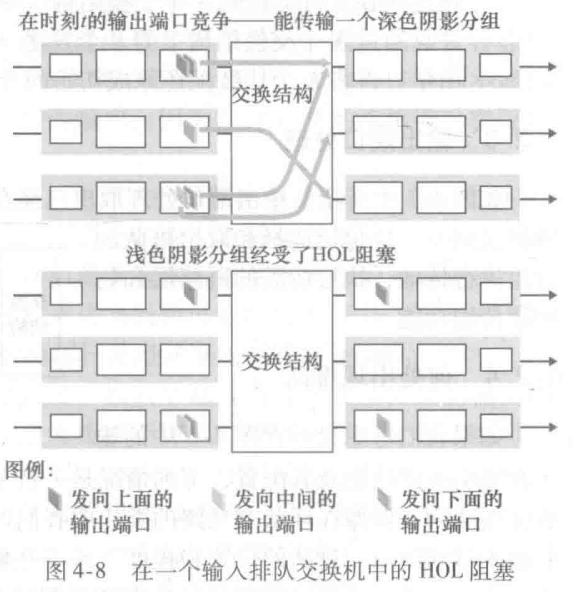 在时刻t的输出端口竞争——能传输一个深色阴影分组
交换结构
浅色阴影分组经受了HOL阻塞
交换结构
图例：
发向上面的
输出端口
发向中间的
输出端口
发向下面的
输出端口
图4-8 在一个输入排队交换机中的 HOL 阻塞